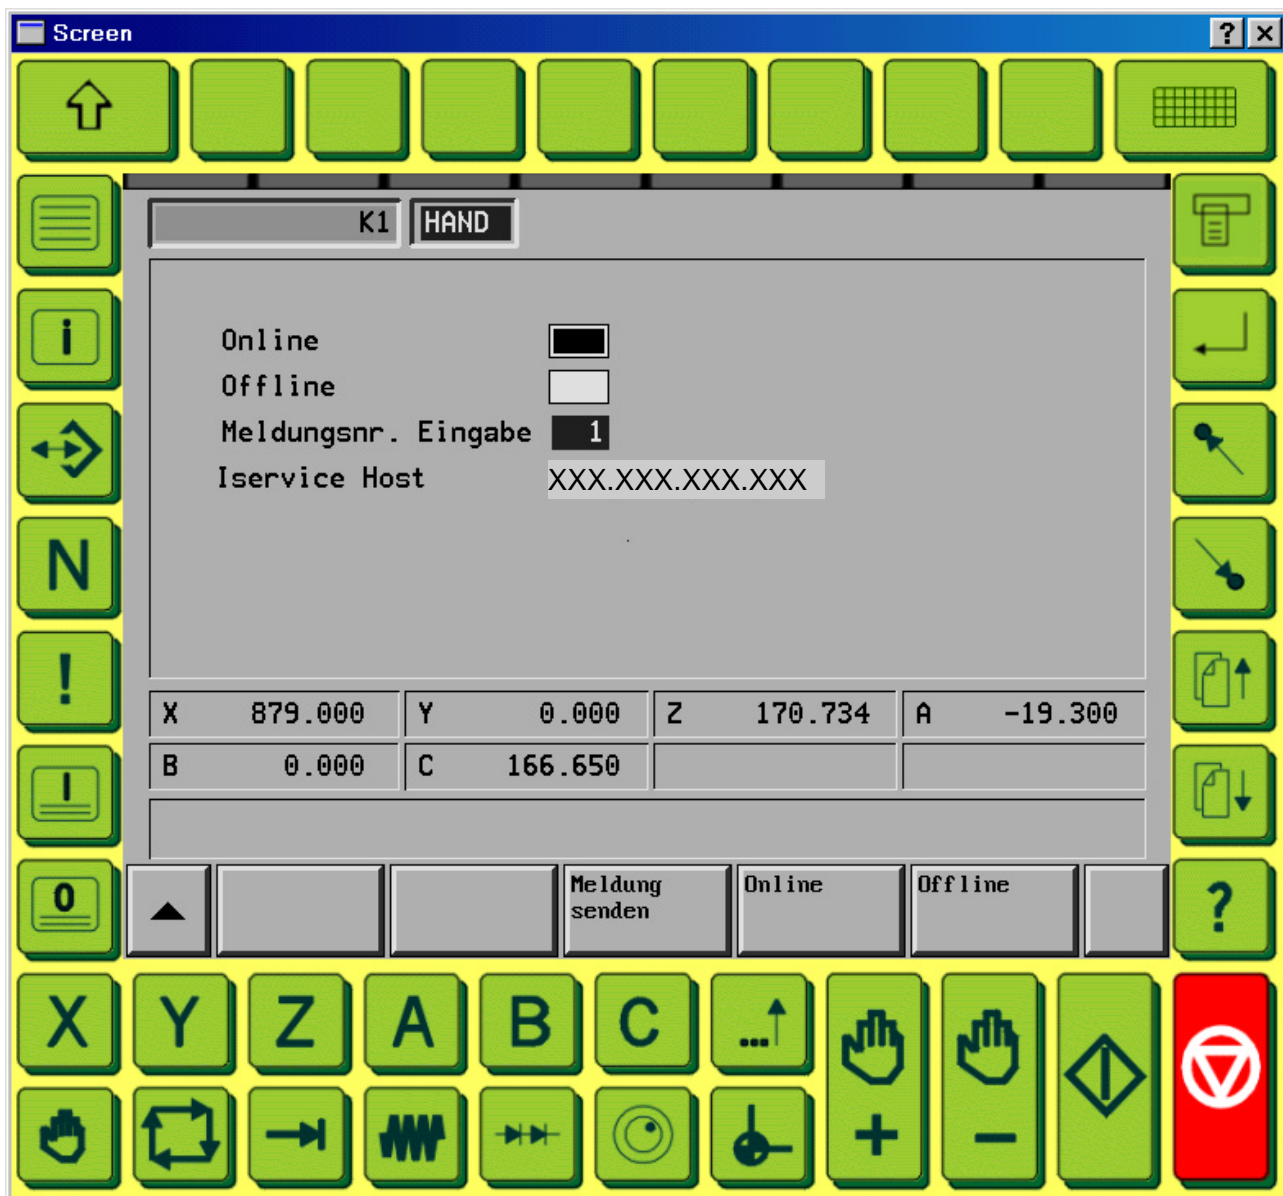 Screen
K1 HAND
i
Online
Offline
Meldungsnr. Eingabe 1
Iservice Host XXX.XXX.XXX.XXX
N
!
X 879.000 Y 0.000 Z 170.734 A -19.300
B 0.000 C 166.650
I
0
Meldung
senden
Online
Offline
?
X Y Z A B C ...
+ −